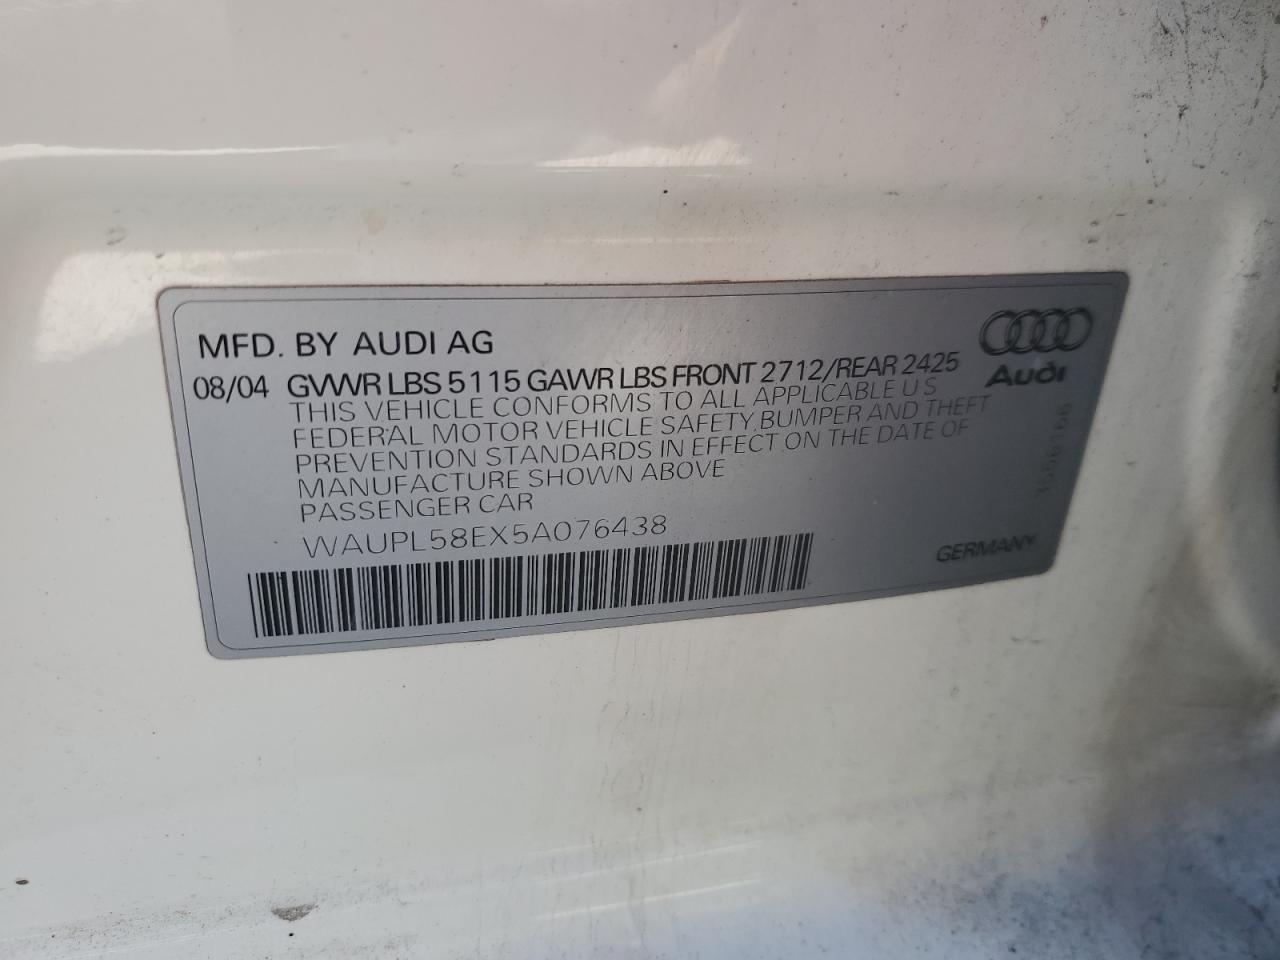 MFD. BY AUDI AG
08/04 GVWR LBS 5115 GAWR LBS FRONT 2712/REAR 2425
THIS VEHICLE CONFORMS TO ALL APPLICABLE U S
FEDERAL MOTOR VEHICLE SAFETY, BUMPER AND THEFT
PREVENTION STANDARDS IN EFFECT ON THE DATE OF
MANUFACTURE SHOWN ABOVE
PASSENGER CAR
WAUPL58EX5A076438
Audi
GERMANY